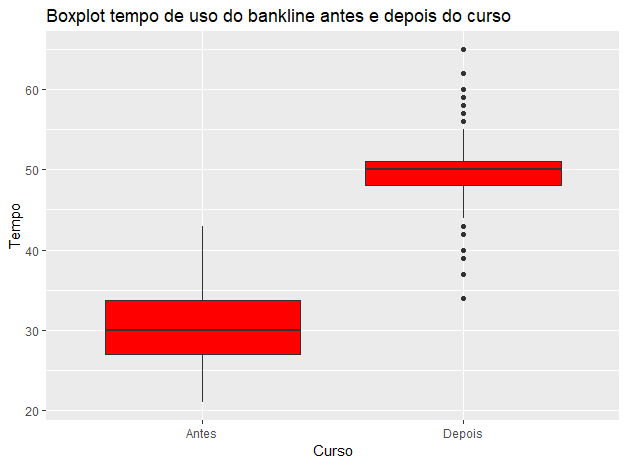 Boxplot tempo de uso do bankline antes e depois do curso
Tempo
60
50
40
30
20
Antes
Depois
Curso